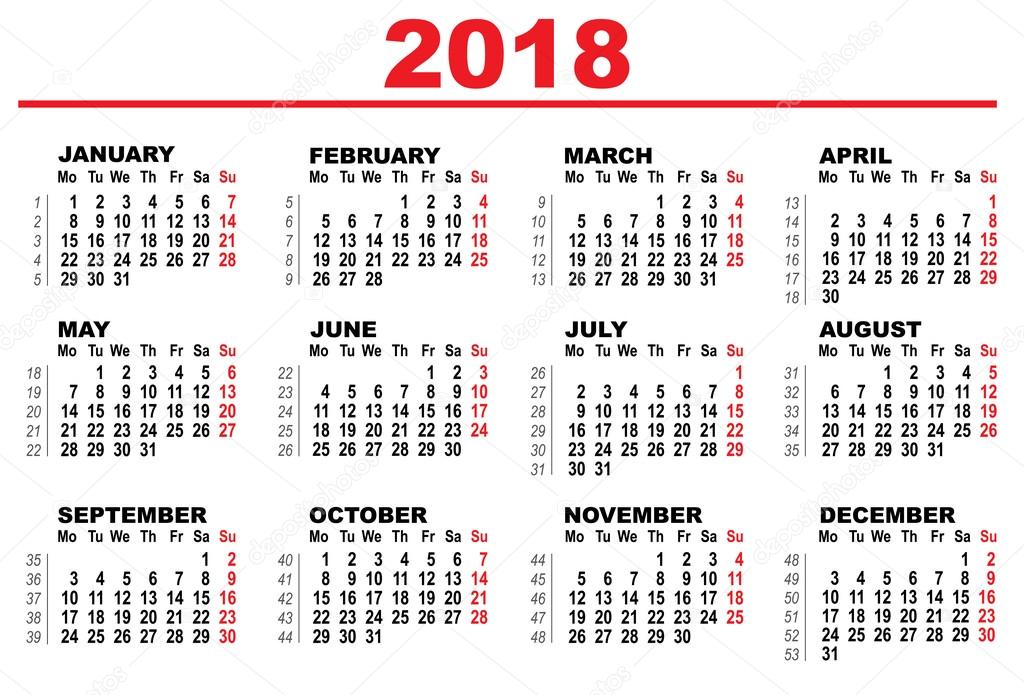 2018
JANUARY
Mo Tu We Th Fr Sa Su
1 1 2 3 4 5 6 7
2 8 9 10 11 12 13 14
3 15 16 17 18 19 20 21
4 22 23 24 25 26 27 28
5 29 30 31
FEBRUARY
Mo Tu We Th Fr Sa Su
5 1 2 3 4
6 5 6 7 8 9 10 11
7 12 13 14 15 16 17 18
8 19 20 21 22 23 24 25
9 26 27 28
MARCH
Mo Tu We Th Fr Sa Su
9 1 2 3 4
10 5 6 7 8 9 10 11
11 12 13 14 15 16 17 18
12 19 20 21 22 23 24 25
13 26 27 28 29 30 31
APRIL
Mo Tu We Th Fr Sa Su
13 1
14 2 3 4 5 6 7 8
15 9 10 11 12 13 14 15
16 16 17 18 19 20 21 22
17 23 24 25 26 27 28 29
18 30
MAY
Mo Tu We Th Fr Sa Su
18 1 2 3 4 5 6
19 7 8 9 10 11 12 13
20 14 15 16 17 18 19 20
21 21 22 23 24 25 26 27
22 28 29 30 31
JUNE
Mo Tu We Th Fr Sa Su
22 1 2 3
23 4 5 6 7 8 9 10
24 11 12 13 14 15 16 17
25 18 19 20 21 22 23 24
26 25 26 27 28 29 30
JULY
Mo Tu We Th Fr Sa Su
26 1
27 2 3 4 5 6 7 8
28 9 10 11 12 13 14 15
29 16 17 18 19 20 21 22
30 23 24 25 26 27 28 29
31 30 31
AUGUST
Mo Tu We Th Fr Sa Su
31 1 2 3 4 5
32 6 7 8 9 10 11 12
33 13 14 15 16 17 18 19
34 20 21 22 23 24 25 26
35 27 28 29 30 31
SEPTEMBER
Mo Tu We Th Fr Sa Su
35 1 2
36 3 4 5 6 7 8 9
37 10 11 12 13 14 15 16
38 17 18 19 20 21 22 23
39 24 25 26 27 28 29 30
OCTOBER
Mo Tu We Th Fr Sa Su
40 1 2 3 4 5 6 7
41 8 9 10 11 12 13 14
42 15 16 17 18 19 20 21
43 22 23 24 25 26 27 28
44 29 30 31
NOVEMBER
Mo Tu We Th Fr Sa Su
44 1 2 3 4
45 5 6 7 8 9 10 11
46 12 13 14 15 16 17 18
47 19 20 21 22 23 24 25
48 26 27 28 29 30
DECEMBER
Mo Tu We Th Fr Sa Su
48 1 2
49 3 4 5 6 7 8 9
50 10 11 12 13 14 15 16
51 17 18 19 20 21 22 23
52 24 25 26 27 28 29 30
53 31
depositphotos